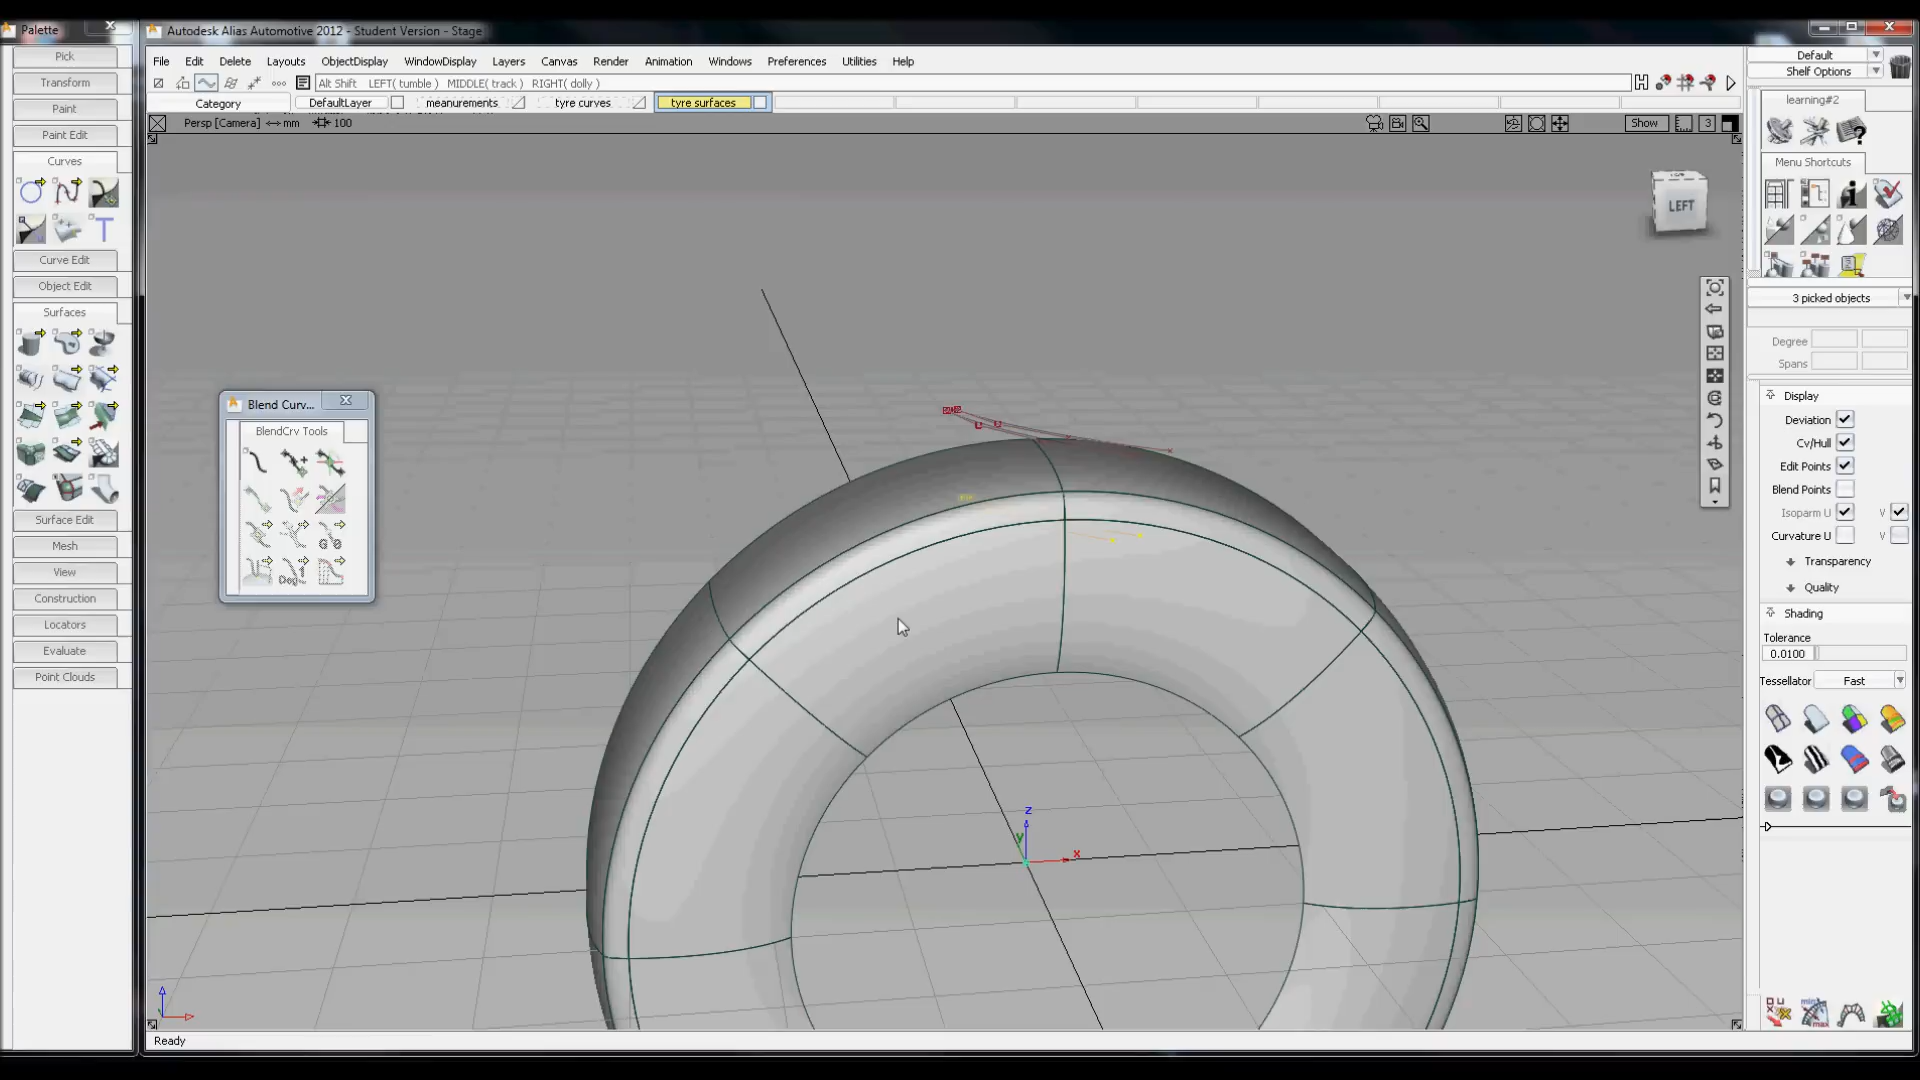 Palette
Autodesk Alias Automotive 2012 - Student Version - Stage
Pick
Transform
Paint
Paint Edit
Curves
Curve Edit
Object Edit
Surfaces
Surface Edit
Mesh
View
Construction
Locators
Evaluate
Point Clouds
File Edit Delete Layouts ObjectDisplay WindowDisplay Layers Canvas Render Animation Windows Preferences Utilities Help
Alt Shift LEFT( tumble ) MIDDLE( track ) RIGHT( dolly )
Category DefaultLayer meanurements tyre curves tyre surfaces
Persp [Camera] mm 100
Show
3
LEFT
Blend Curv...
BlendCrv Tools
G 0
z
y
x
Ready
Default
Shelf Options
learning#2
Menu Shortcuts
3 picked objects
Degree
Spans
Display
Deviation
Cv/Hull
Edit Points
Blend Points
Isoparm U V
Curvature U V
Transparency
Quality
Shading
Tolerance
0.0100
Tessellator Fast